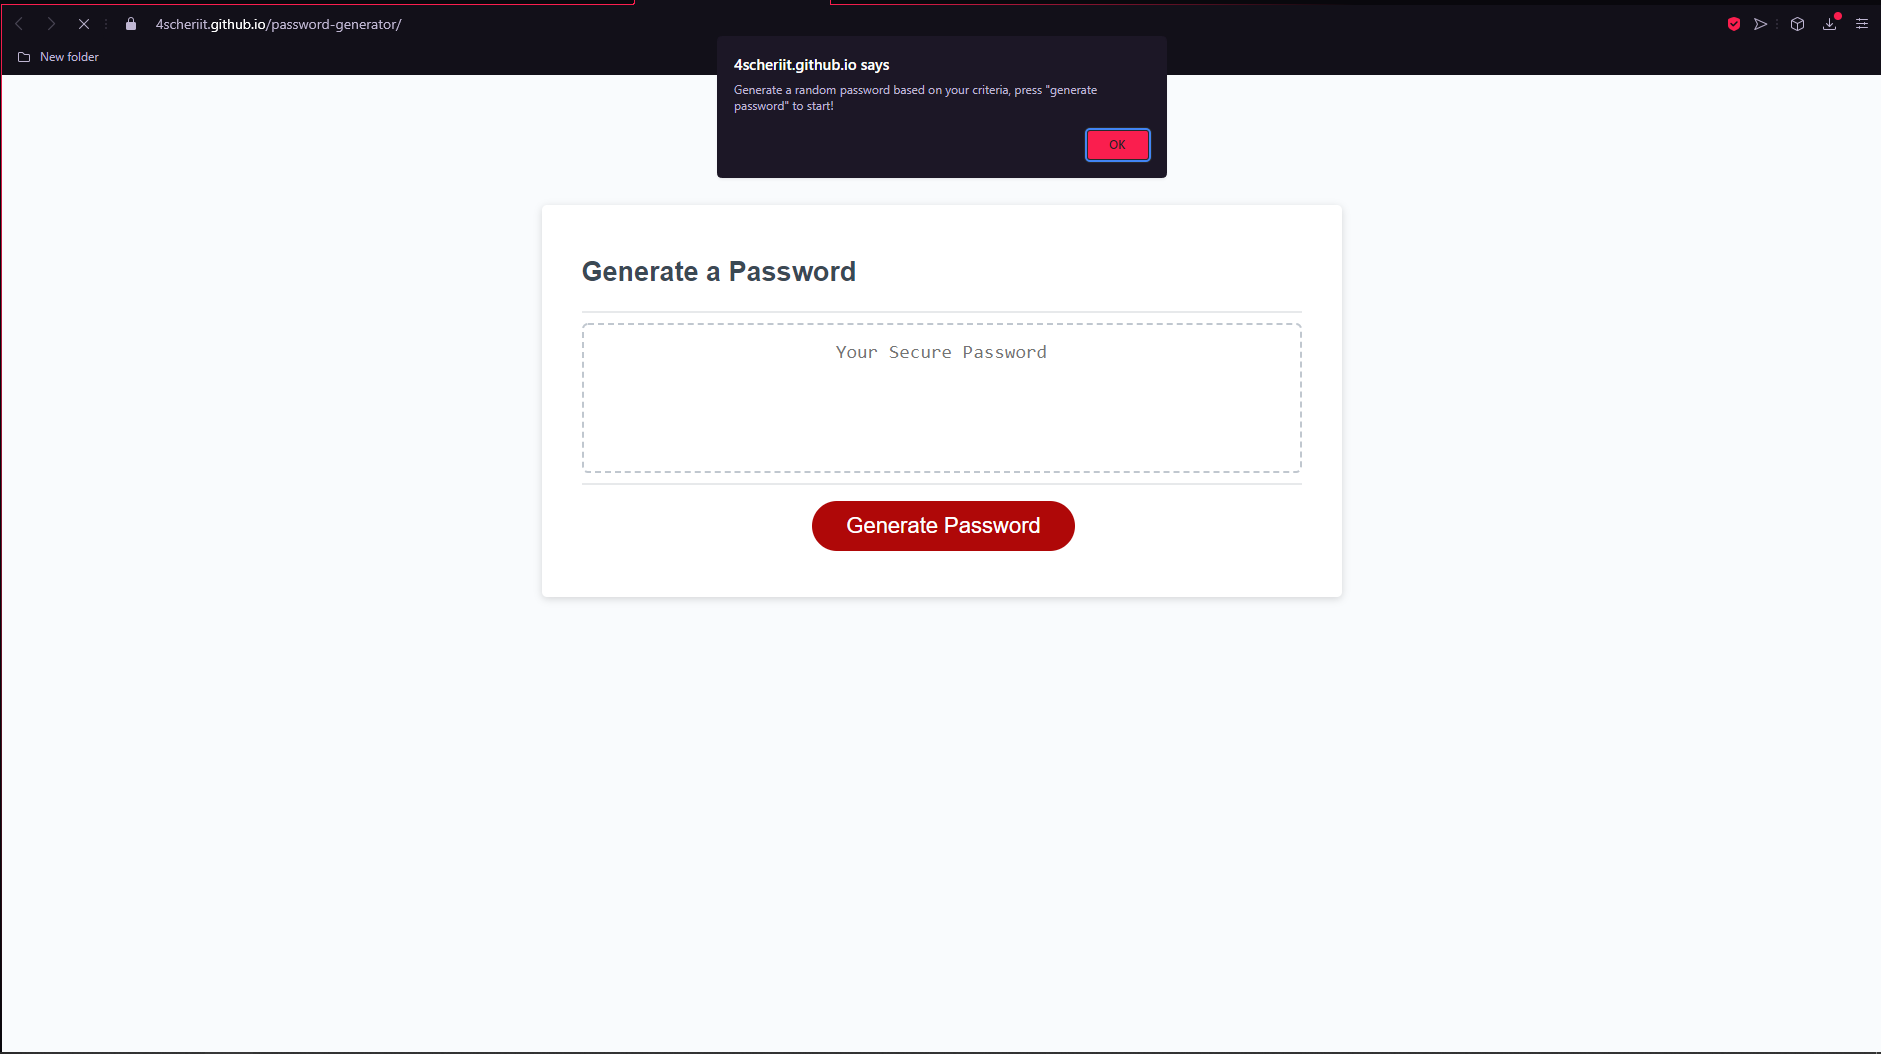 4scheriit.github.io/password-generator/
New folder
4scheriit.github.io says
Generate a random password based on your criteria, press "generate
password" to start!
OK
Generate a Password
Your Secure Password
Generate Password